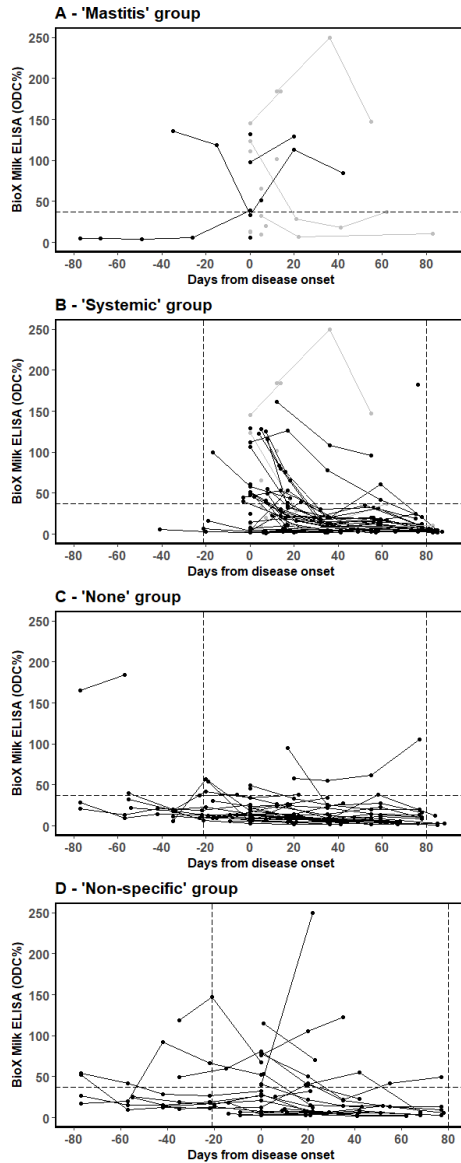 A - 'Mastitis' group
BioX Milk ELISA (ODC%)
250
200
150
100
50
0
-80 -60 -40 -20 0 20 40 60 80
Days from disease onset
B - 'Systemic' group
BioX Milk ELISA (ODC%)
250
200
150
100
50
0
-80 -60 -40 -20 0 20 40 60 80
Days from disease onset
C - 'None' group
BioX Milk ELISA (ODC%)
250
200
150
100
50
0
-80 -60 -40 -20 0 20 40 60 80
Days from disease onset
D - 'Non-specific' group
BioX Milk ELISA (ODC%)
250
200
150
100
50
0
-80 -60 -40 -20 0 20 40 60 80
Days from disease onset